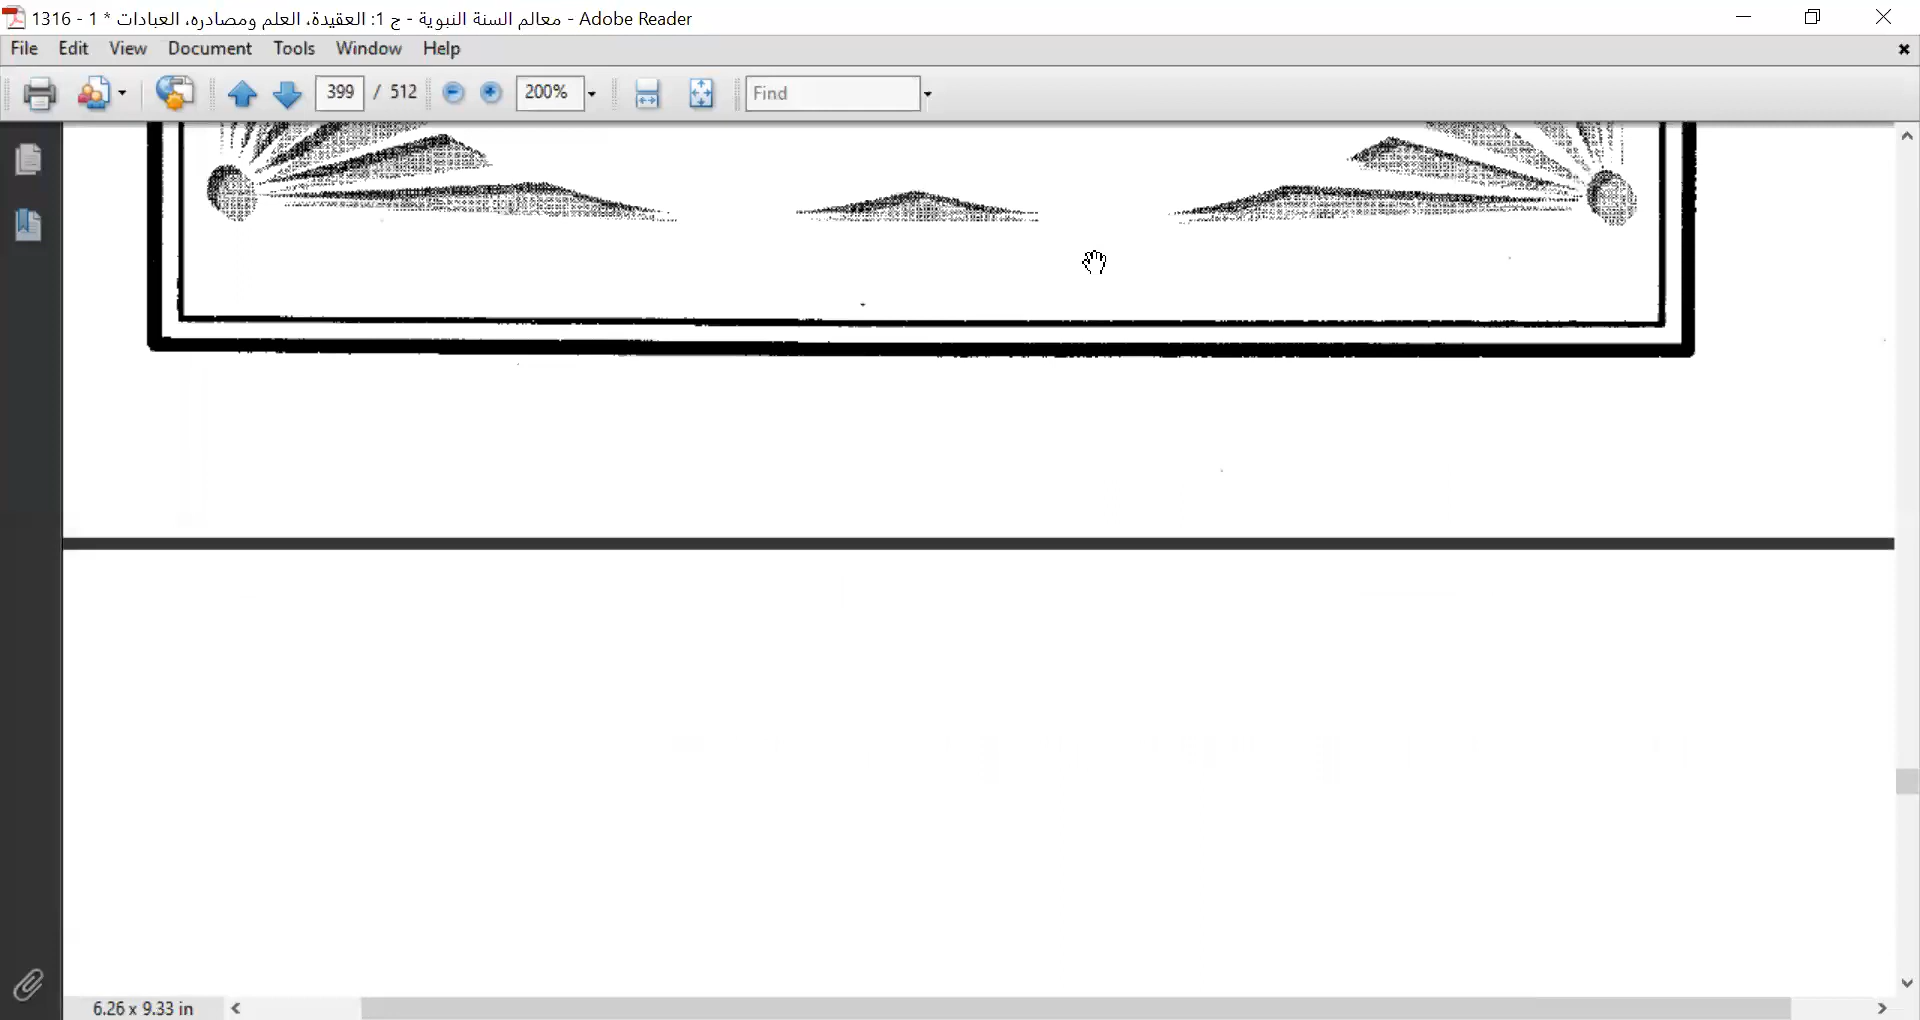 معالم السنة النبوية - ج 1: العقيدة، العلم ومصادره، العبادات * 1 - 1316 - Adobe Reader
File Edit View Document Tools Window Help
399 / 512 200% Find
6.26 x 9.33 in